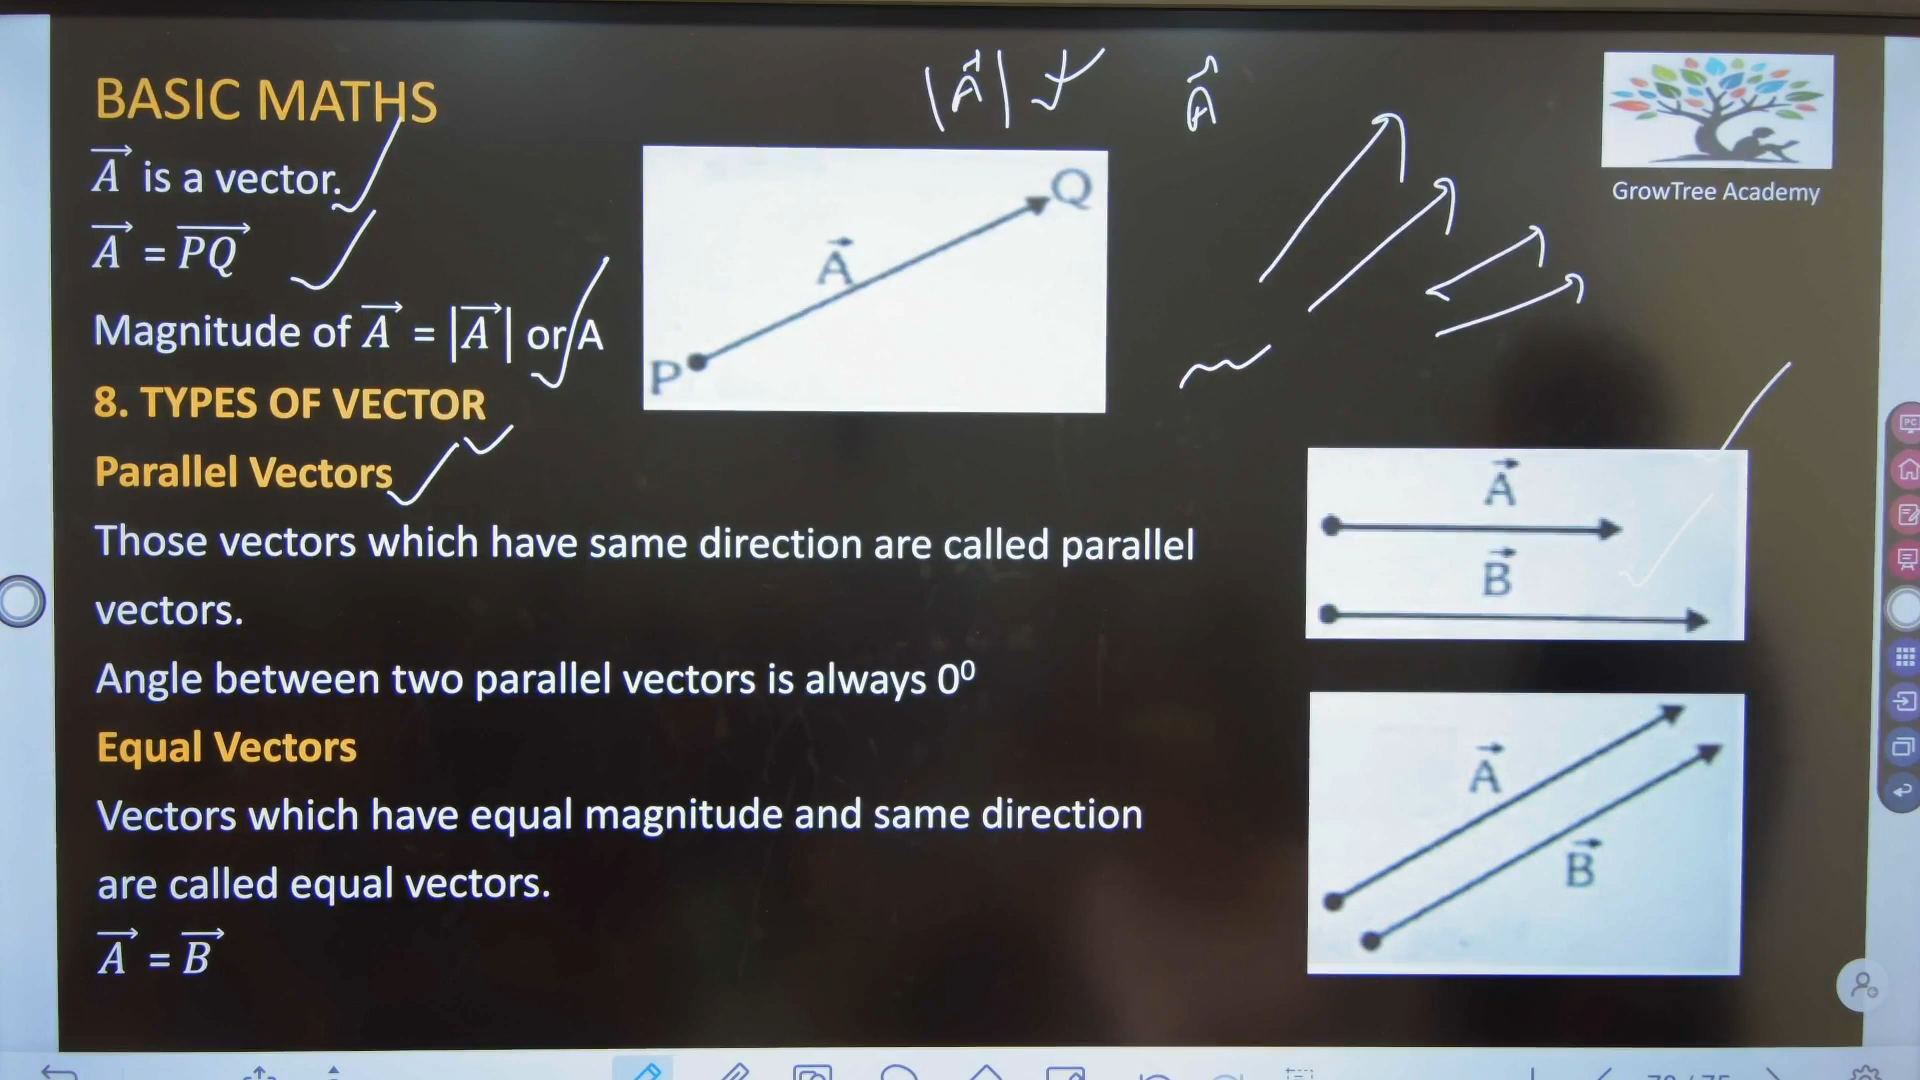 BASIC MATHS
|A⃗| Â
A⃗ is a vector.
A⃗ = PQ⃗
Magnitude of A⃗ = |A⃗| or A
Q
A⃗
P
GrowTree Academy
8. TYPES OF VECTOR
Parallel Vectors
Those vectors which have same direction are called parallel
vectors.
Angle between two parallel vectors is always 0⁰
A⃗
B⃗
Equal Vectors
Vectors which have equal magnitude and same direction
are called equal vectors.
A⃗ = B⃗
A⃗
B⃗
PC